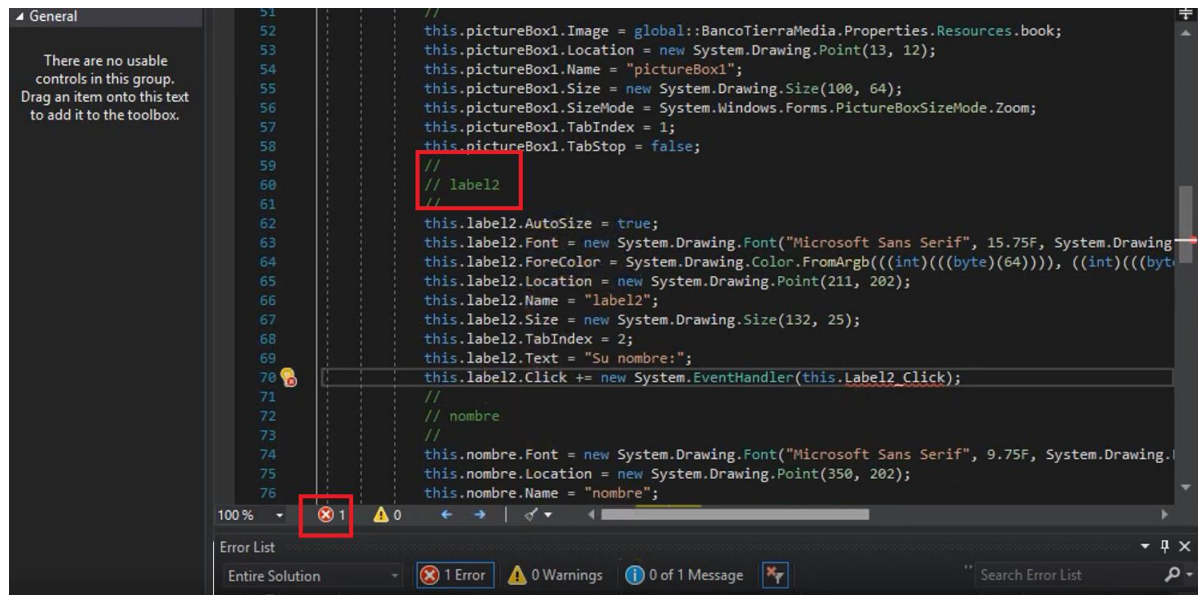 General
There are no usable
controls in this group.
Drag an item onto this text
to add it to the toolbox.
51 //
52 this.pictureBox1.Image = global::BancoTierraMedia.Properties.Resources.book;
53 this.pictureBox1.Location = new System.Drawing.Point(13, 12);
54 this.pictureBox1.Name = "pictureBox1";
55 this.pictureBox1.Size = new System.Drawing.Size(100, 64);
56 this.pictureBox1.SizeMode = System.Windows.Forms.PictureBoxSizeMode.Zoom;
57 this.pictureBox1.TabIndex = 1;
58 this.pictureBox1.TabStop = false;
59 //
60 // label2
61 //
62 this.label2.AutoSize = true;
63 this.label2.Font = new System.Drawing.Font("Microsoft Sans Serif", 15.75F, System.Drawing
64 this.label2.ForeColor = System.Drawing.Color.FromArgb(((int)(((byte)(64)))), ((int)(((byt
65 this.label2.Location = new System.Drawing.Point(211, 202);
66 this.label2.Name = "label2";
67 this.label2.Size = new System.Drawing.Size(132, 25);
68 this.label2.TabIndex = 2;
69 this.label2.Text = "Su nombre:";
70 this.label2.Click += new System.EventHandler(this.Label2_Click);
71 //
72 // nombre
73 //
74 this.nombre.Font = new System.Drawing.Font("Microsoft Sans Serif", 9.75F, System.Drawing.
75 this.nombre.Location = new System.Drawing.Point(350, 202);
76 this.nombre.Name = "nombre";
100 % 1 0
Error List
Entire Solution 1 Error 0 Warnings 0 of 1 Message Search Error List